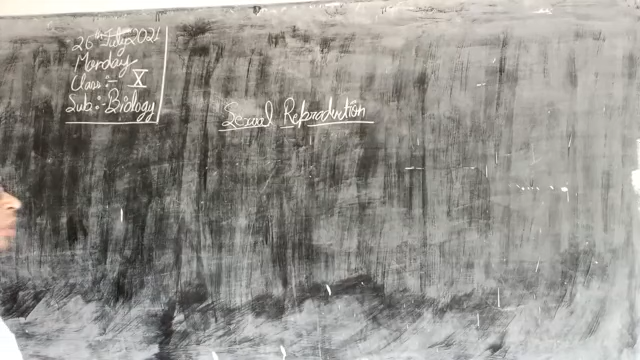 26th July 2021
Monday
Class :- X
Sub :- Biology
Sexual Reproduction